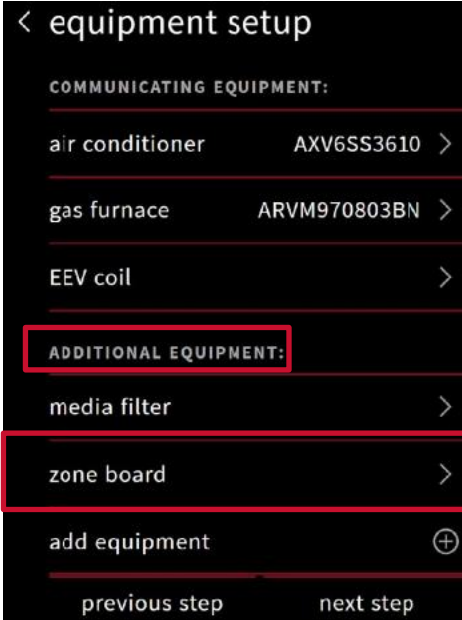 equipment setup
COMMUNICATING EQUIPMENT:
air conditioner AXV6SS3610
gas furnace ARVM970803BN
EEV coil
ADDITIONAL EQUIPMENT:
media filter
zone board
add equipment
previous step next step